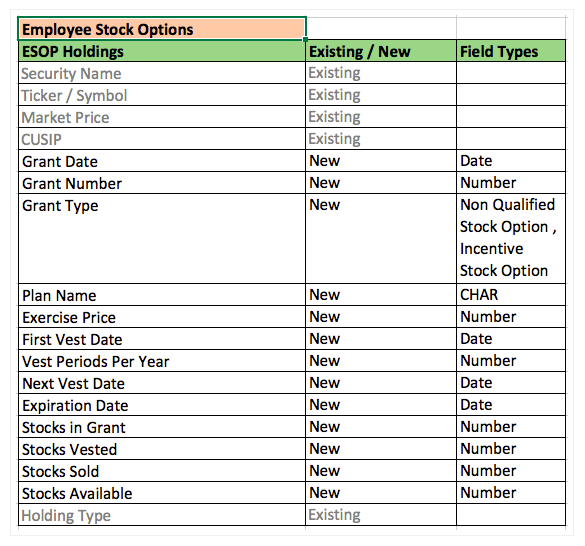 Employee Stock Options
ESOP Holdings Existing / New Field Types
Security Name Existing
Ticker / Symbol Existing
Market Price Existing
CUSIP Existing
Grant Date New Date
Grant Number New Number
Grant Type New Non Qualified
Stock Option ,
Incentive
Stock Option
Plan Name New CHAR
Exercise Price New Number
First Vest Date New Date
Vest Periods Per Year New Number
Next Vest Date New Date
Expiration Date New Date
Stocks in Grant New Number
Stocks Vested New Number
Stocks Sold New Number
Stocks Available New Number
Holding Type Existing